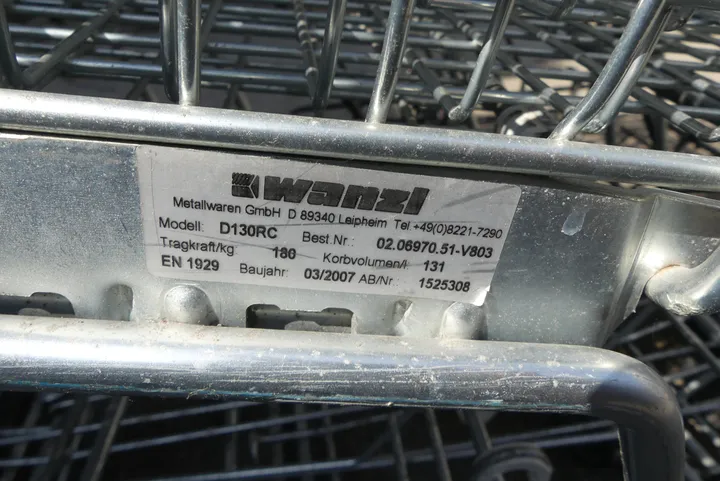 wanzl
Metallwaren GmbH D 89340 Leipheim Tel +49(0)8221-7290
Modell: D130RC Best.Nr.: 02.06970.51-V803
Tragkraft/kg: 180 Korbvolumen/l: 131
EN 1929 Baujahr: 03/2007 AB/Nr.: 1525308